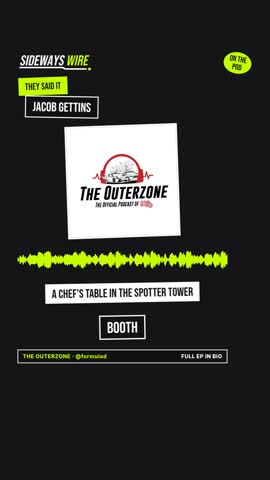 SIDEWAYS WIRE.
ON THE
POD
THEY SAID IT
JACOB GETTINS
THE OUTERZONE
THE OFFICIAL PODCAST OF
A CHEF'S TABLE IN THE SPOTTER TOWER
BOOTH
THE OUTERZONE · @formulad
FULL EP IN BIO